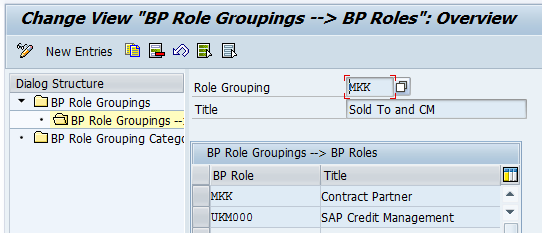 Change View "BP Role Groupings --> BP Roles": Overview
New Entries
Dialog Structure
BP Role Groupings
BP Role Groupings --
BP Role Grouping Catego
Role Grouping MKK
Title Sold To and CM
BP Role Groupings --> BP Roles
BP Role Title
MKK Contract Partner
UKM000 SAP Credit Management